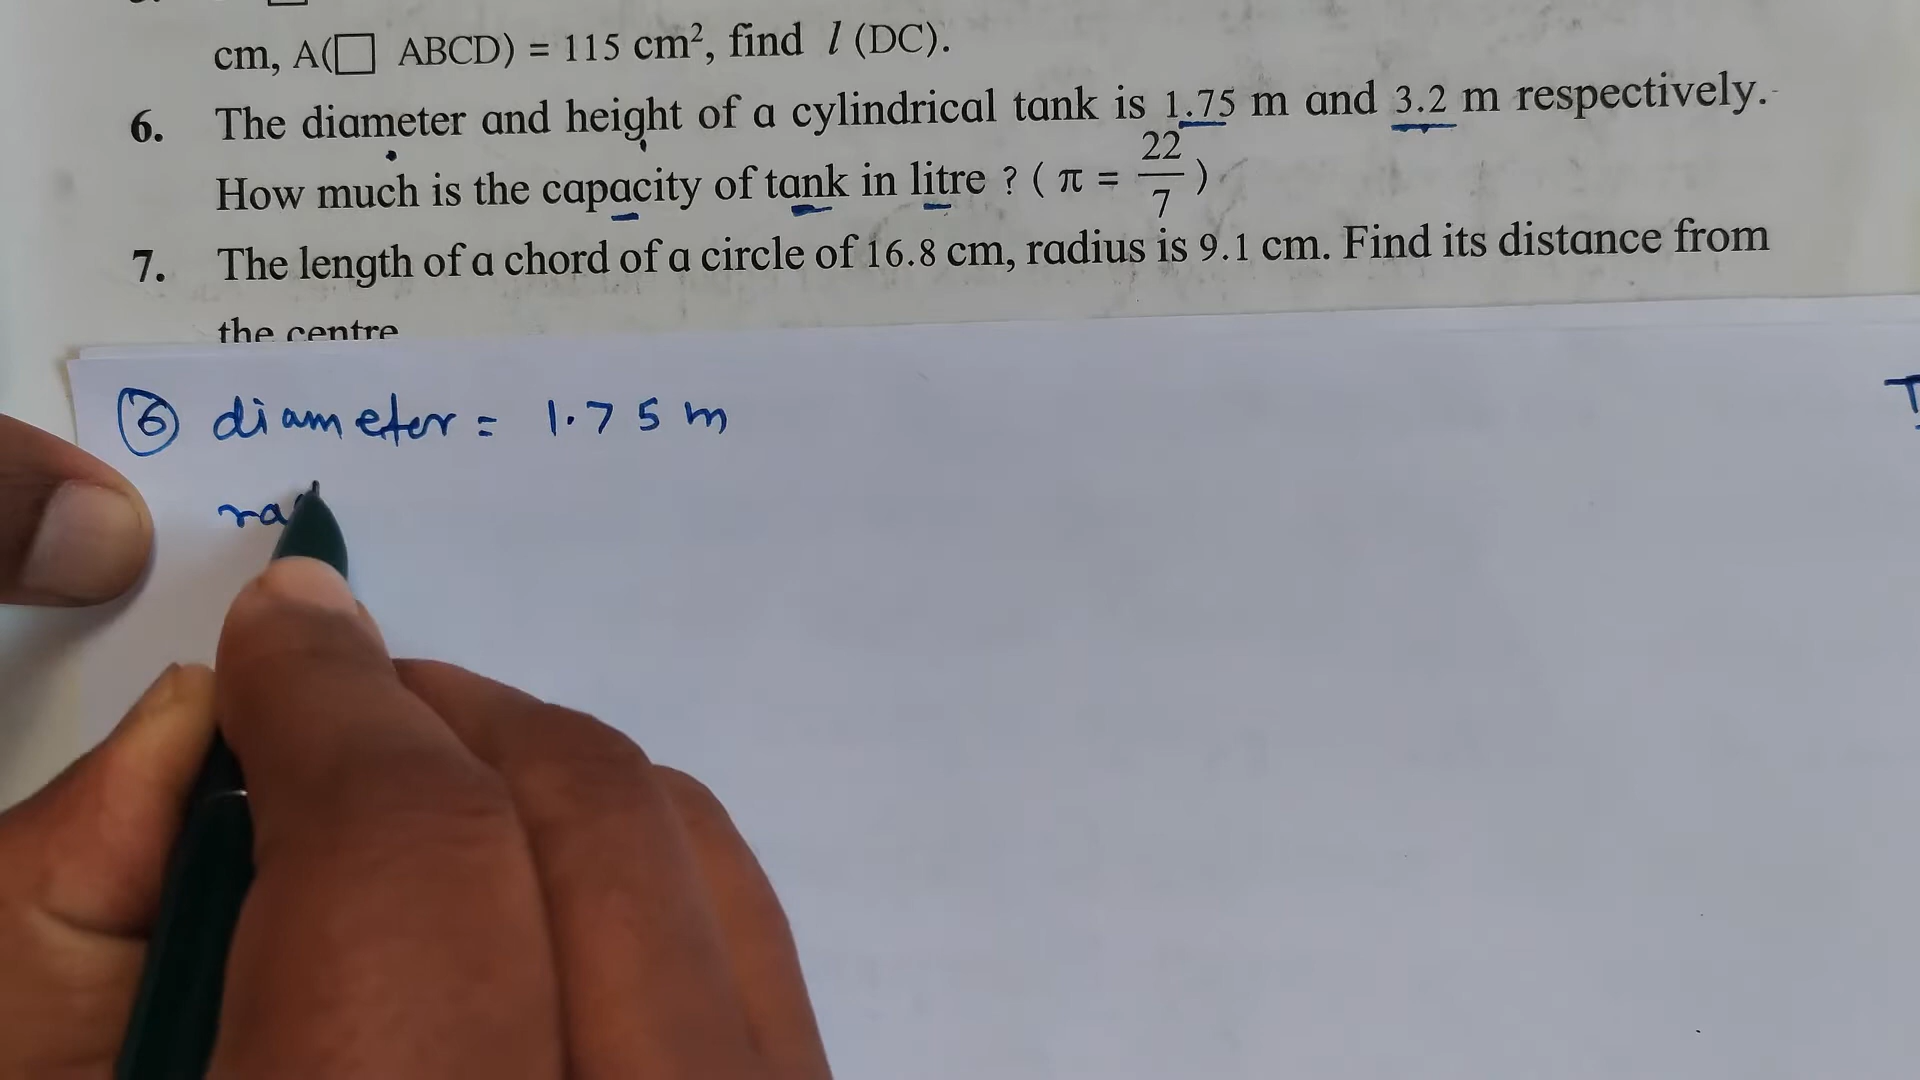 cm, A(□ ABCD) = 115 cm², find l (DC).
6. The diameter and height of a cylindrical tank is 1.75 m and 3.2 m respectively.
How much is the capacity of tank in litre ? ( π = 22/7 )
7. The length of a chord of a circle of 16.8 cm, radius is 9.1 cm. Find its distance from
the centre
⑥ diameter = 1.75 m
ra